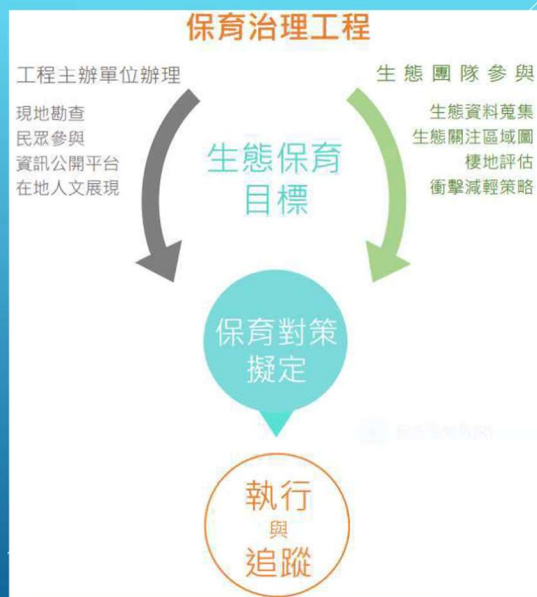 保育治理工程
工程主辦單位辦理
現地勘查
民眾參與
資訊公開平台
在地人文展現
生態團隊參與
生態資料蒐集
生態關注區域圖
棲地評估
衝擊減輕策略
生態保育
目標
保育對策
擬定
執行
與
追蹤